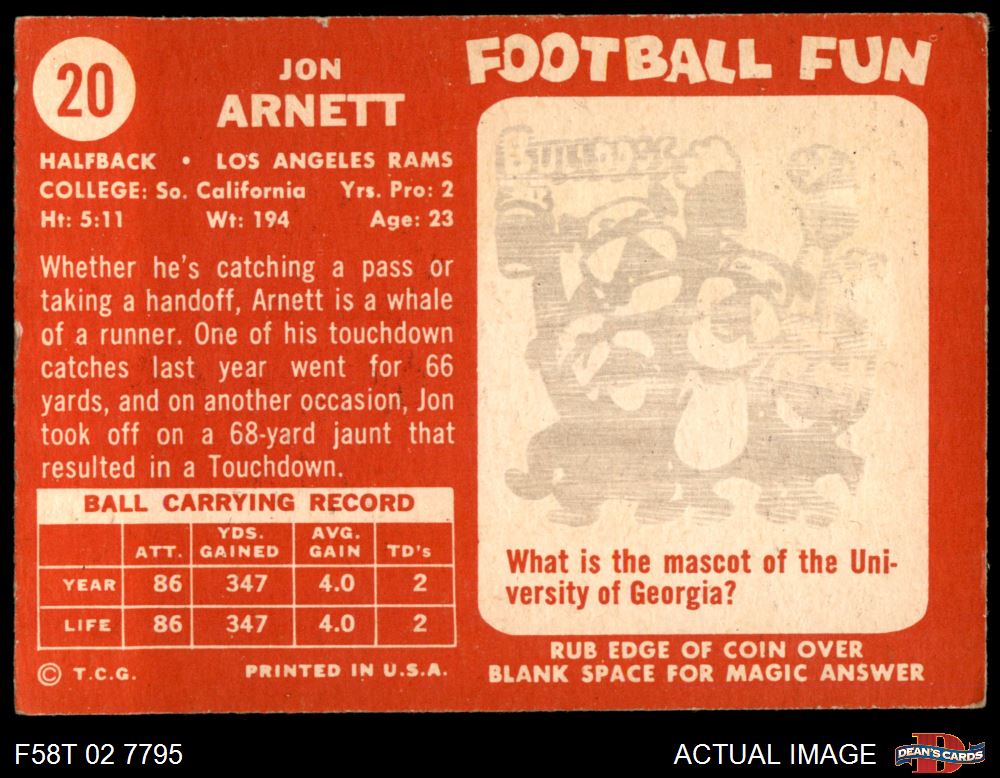 20
JON
ARNETT
HALFBACK • LOS ANGELES RAMS
COLLEGE: So. California Yrs. Pro: 2
Ht: 5:11 Wt: 194 Age: 23
Whether he's catching a pass or
taking a handoff, Arnett is a whale
of a runner. One of his touchdown
catches last year went for 66
yards, and on another occasion, Jon
took off on a 68-yard jaunt that
resulted in a Touchdown.
BALL CARRYING RECORD
ATT. YDS. GAINED AVG. GAIN TD's
YEAR 86 347 4.0 2
LIFE 86 347 4.0 2
© T.C.G. PRINTED IN U.S.A.
FOOTBALL FUN
BULLDOGS
What is the mascot of the Uni-
versity of Georgia?
RUB EDGE OF COIN OVER
BLANK SPACE FOR MAGIC ANSWER
F58T 02 7795 ACTUAL IMAGE DEAN'S CARDS